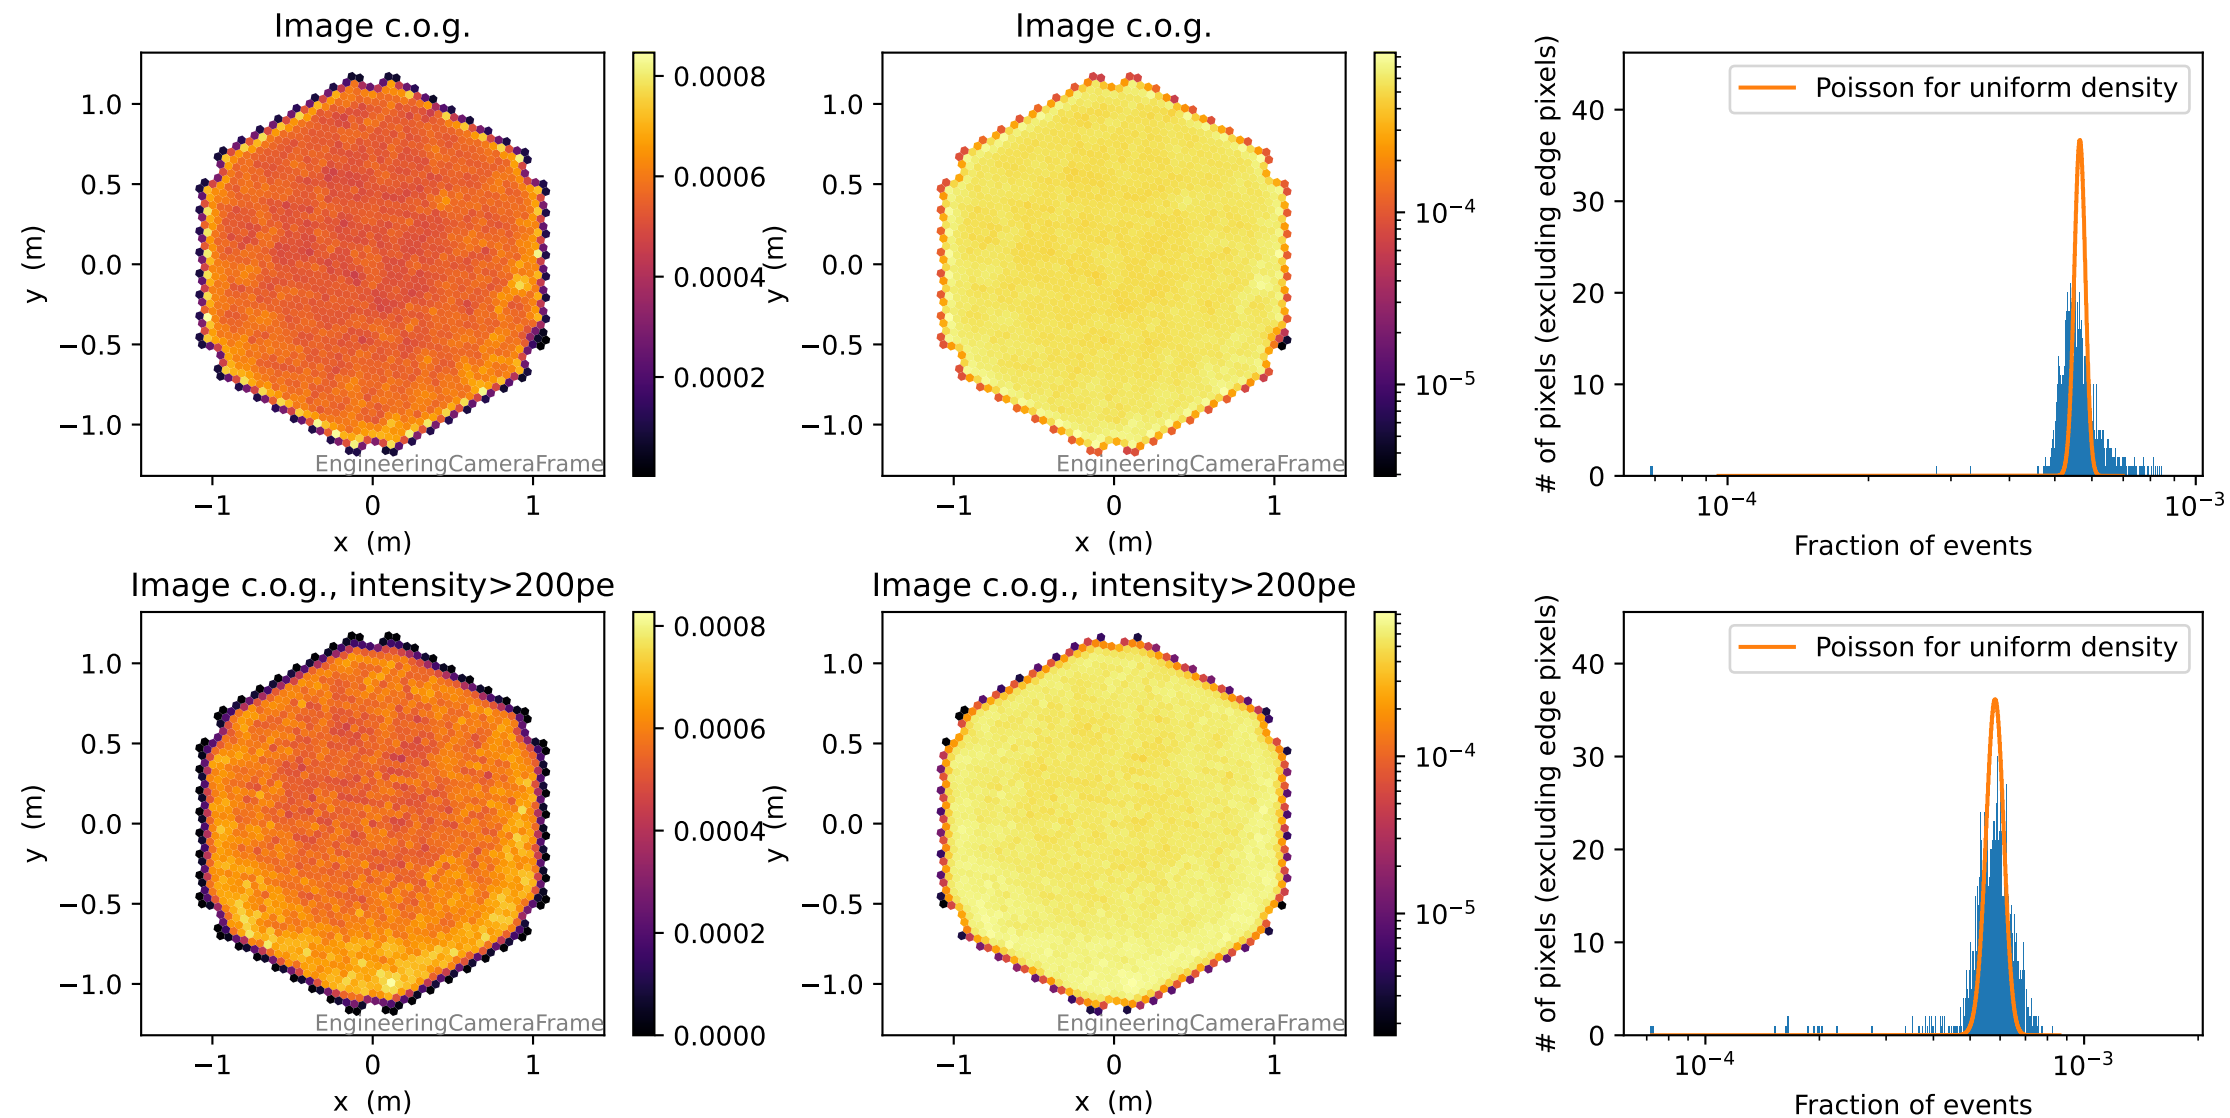 Image c.o.g.
y (m)
1.0
0.5
0.0
−0.5
−1.0
−1
0
1
x (m)
EngineeringCameraFrame
0.0008
0.0006
0.0004
0.0002
Image c.o.g.
y (m)
1.0
0.5
0.0
−0.5
−1.0
−1
0
1
x (m)
EngineeringCameraFrame
10⁻⁴
10⁻⁵
# of pixels (excluding edge pixels)
40
30
20
10
0
Poisson for uniform density
10⁻⁴
10⁻³
Fraction of events
Image c.o.g., intensity>200pe
y (m)
1.0
0.5
0.0
−0.5
−1.0
−1
0
1
x (m)
EngineeringCameraFrame
0.0008
0.0006
0.0004
0.0002
0.0000
Image c.o.g., intensity>200pe
y (m)
1.0
0.5
0.0
−0.5
−1.0
−1
0
1
x (m)
EngineeringCameraFrame
10⁻⁴
10⁻⁵
# of pixels (excluding edge pixels)
40
30
20
10
0
Poisson for uniform density
10⁻⁴
10⁻³
Fraction of events